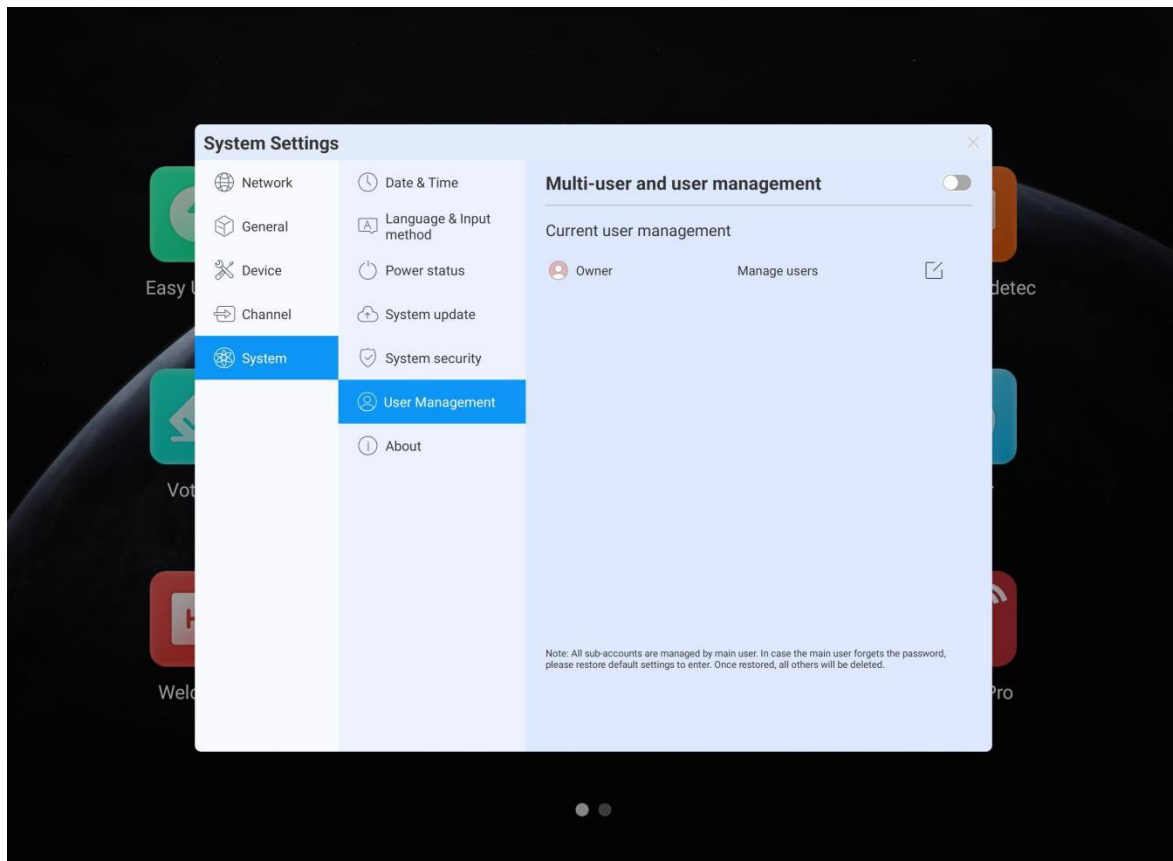 System Settings
Network
General
Device
Channel
System
Date & Time
Language & Input
method
Power status
System update
System security
User Management
About
Multi-user and user management
Current user management
Owner
Manage users
Note: All sub-accounts are managed by main user. In case the main user forgets the password,
please restore default settings to enter. Once restored, all others will be deleted.
Easy
detec
Vot
Welc
Pro